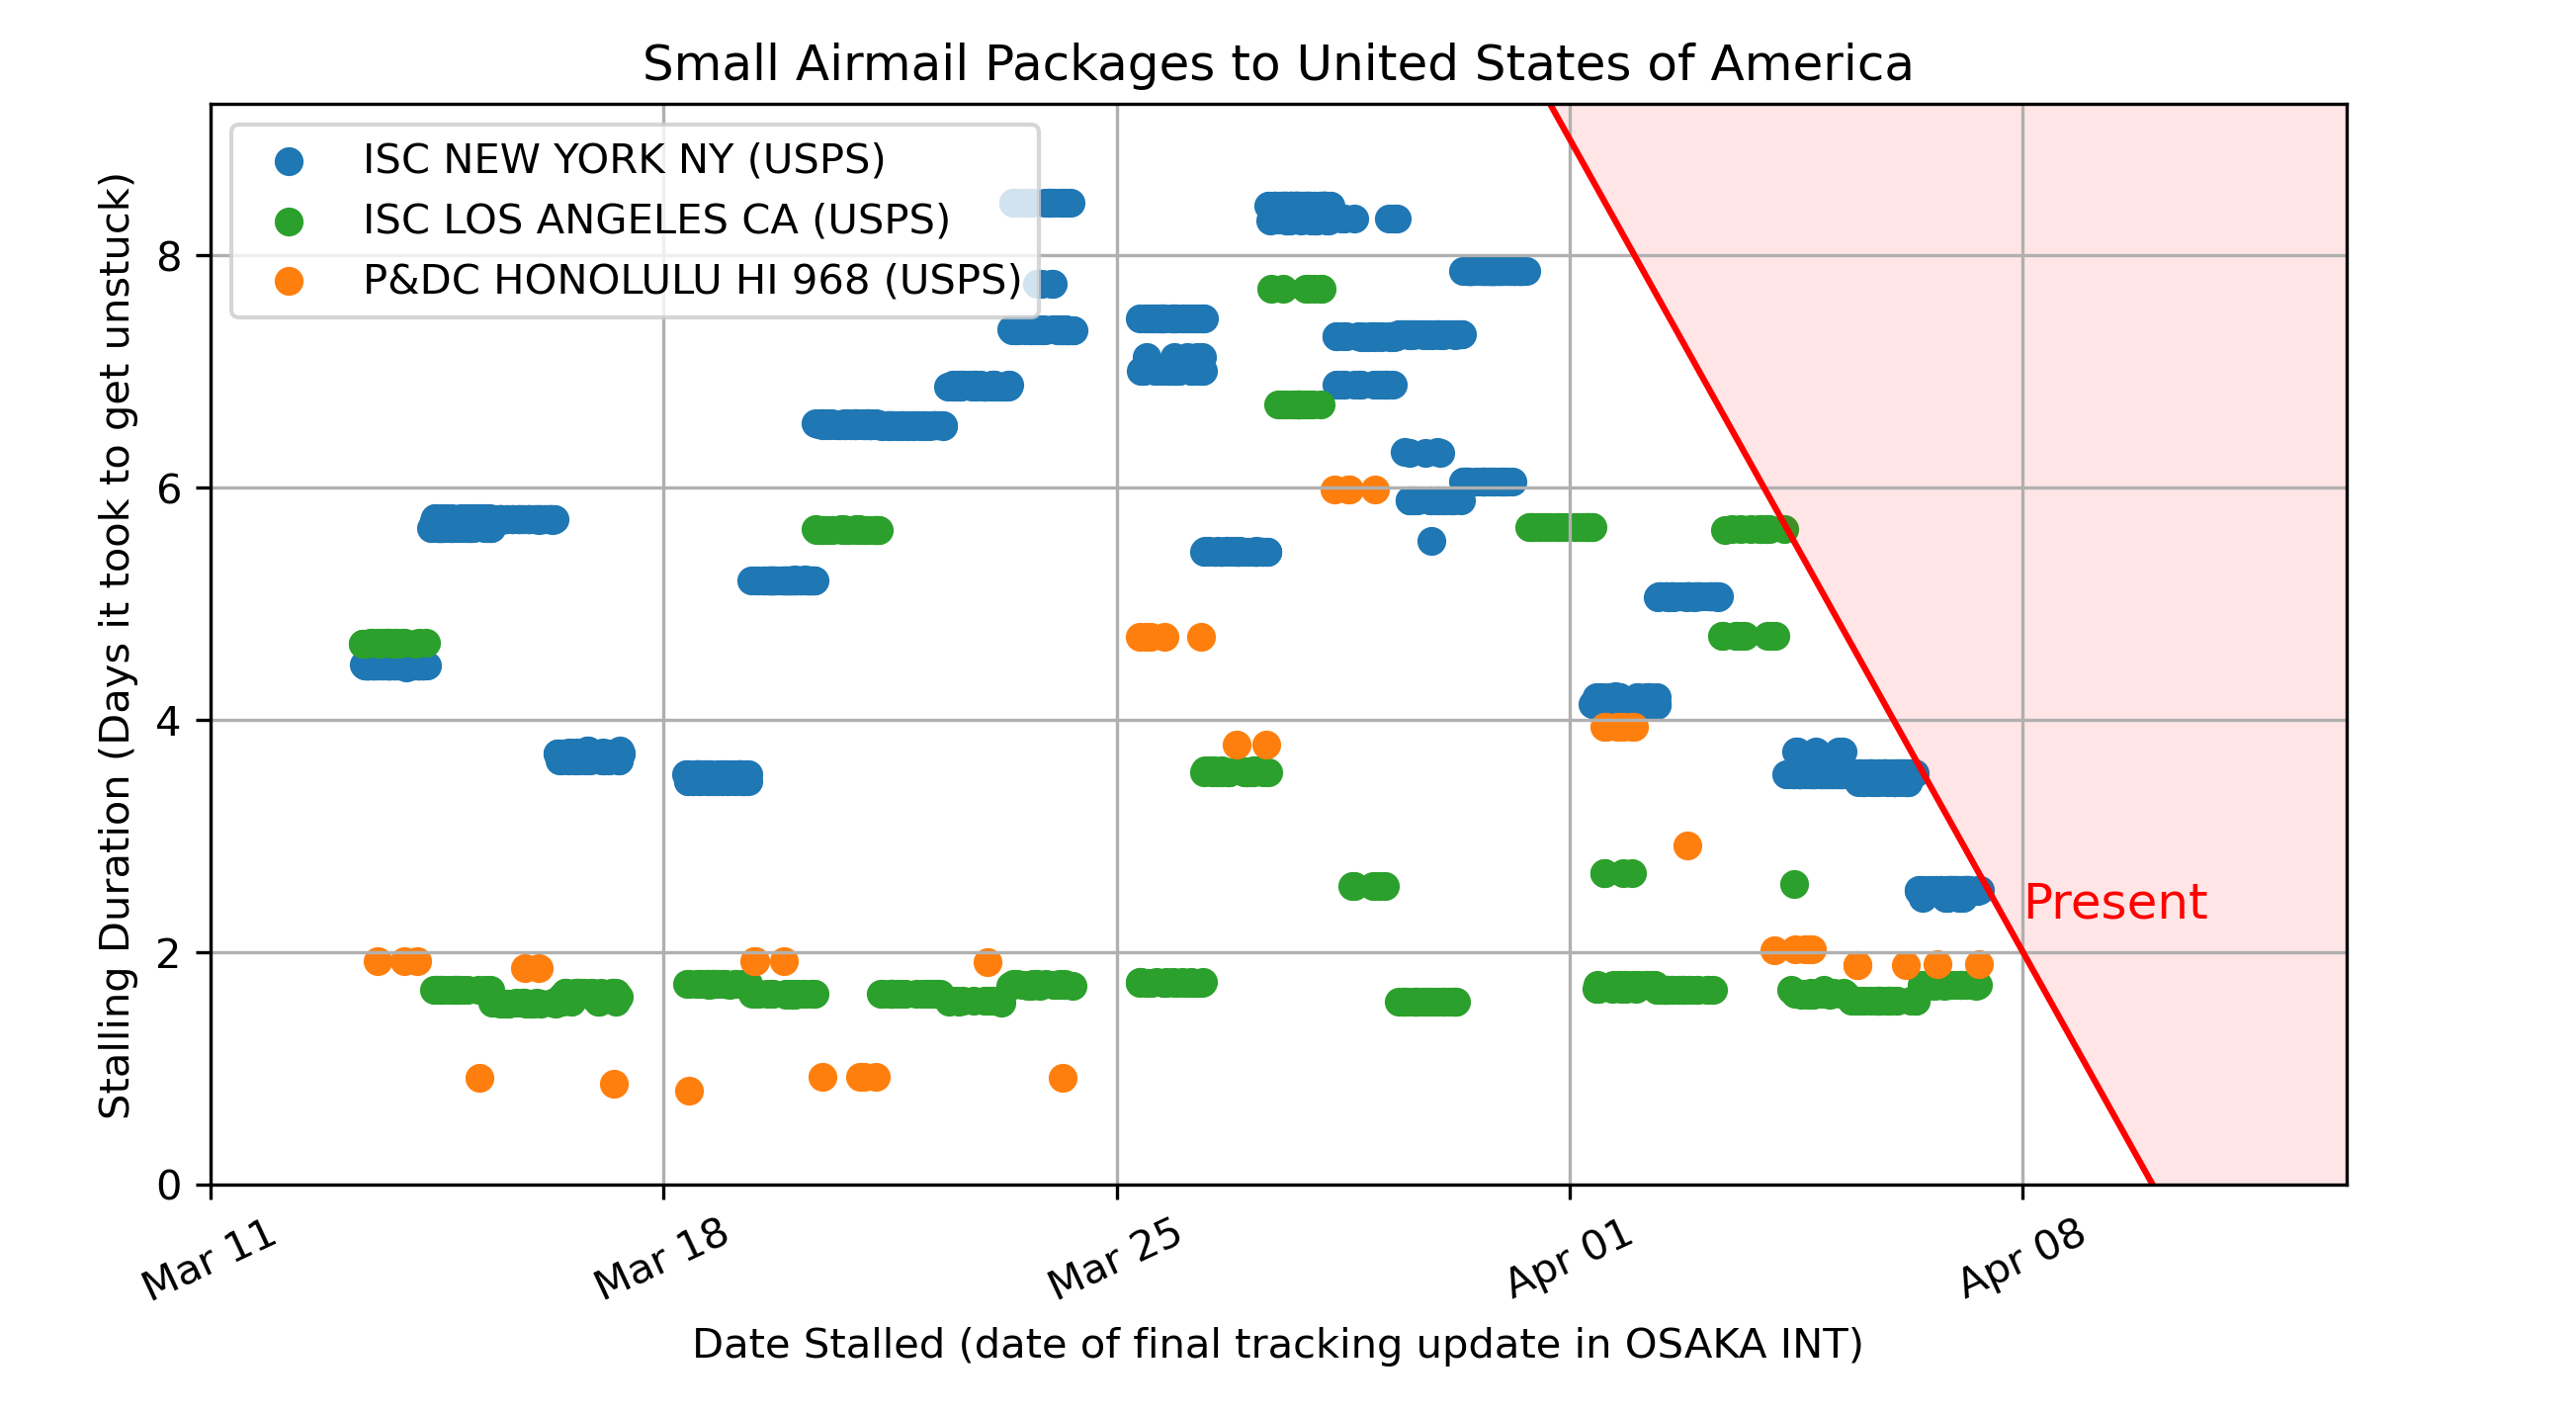 Small Airmail Packages to United States of America
ISC NEW YORK NY (USPS)
ISC LOS ANGELES CA (USPS)
P&DC HONOLULU HI 968 (USPS)
Stalling Duration (Days it took to get unstuck)
8
6
4
2
0
Present
Mar 11
Mar 18
Mar 25
Apr 01
Apr 08
Date Stalled (date of final tracking update in OSAKA INT)